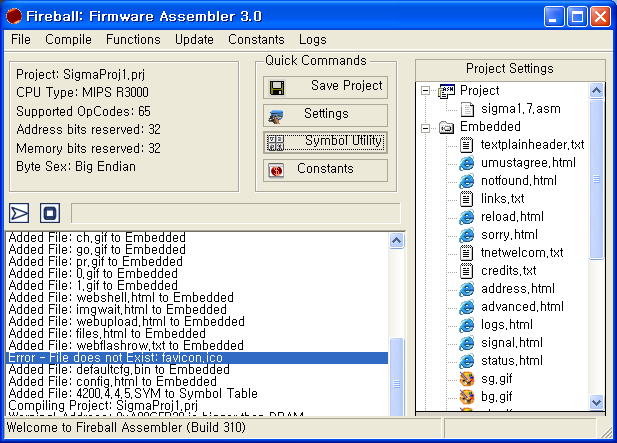 Fireball: Firmware Assembler 3.0
File Compile Functions Update Constants Logs
Project: SigmaProj1.prj
CPU Type: MIPS R3000
Supported OpCodes: 65
Address bits reserved: 32
Memory bits reserved: 32
Byte Sex: Big Endian
Quick Commands
Save Project
Settings
Symbol Utility
Constants
Project Settings
Project
sigma1.7.asm
Embedded
textplainheader.txt
umustagree.html
notfound.html
links.txt
reload.html
sorry.html
tnetwelcom.txt
credits.txt
address.html
advanced.html
logs.html
signal.html
status.html
sg.gif
bg.gif
Added File: ch.gif to Embedded
Added File: go.gif to Embedded
Added File: pr.gif to Embedded
Added File: 0.gif to Embedded
Added File: 1.gif to Embedded
Added File: webshell.html to Embedded
Added File: imgwait.html to Embedded
Added File: webupload.html to Embedded
Added File: files.html to Embedded
Added File: webflashrow.txt to Embedded
Error - File does not Exist: favicon.ico
Added File: defaultcfg.bin to Embedded
Added File: config.html to Embedded
Added File: 4200.4.4.5.SYM to Symbol Table
Compiling Project: SigmaProj1.prj
Welcome to Fireball Assembler (Build 310)